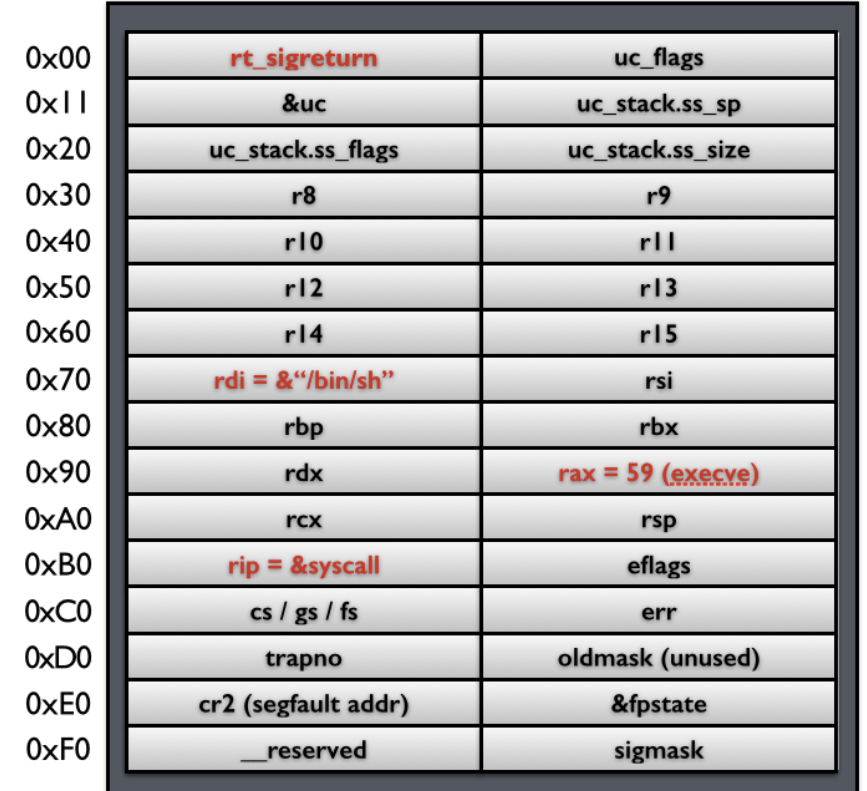 0x00 rt_sigreturn uc_flags
0x11 &uc uc_stack.ss_sp
0x20 uc_stack.ss_flags uc_stack.ss_size
0x30 r8 r9
0x40 r10 r11
0x50 r12 r13
0x60 r14 r15
0x70 rdi = &“/bin/sh” rsi
0x80 rbp rbx
0x90 rdx rax = 59 (execve)
0xA0 rcx rsp
0xB0 rip = &syscall eflags
0xC0 cs / gs / fs err
0xD0 trapno oldmask (unused)
0xE0 cr2 (segfault addr) &fpstate
0xF0 __reserved sigmask